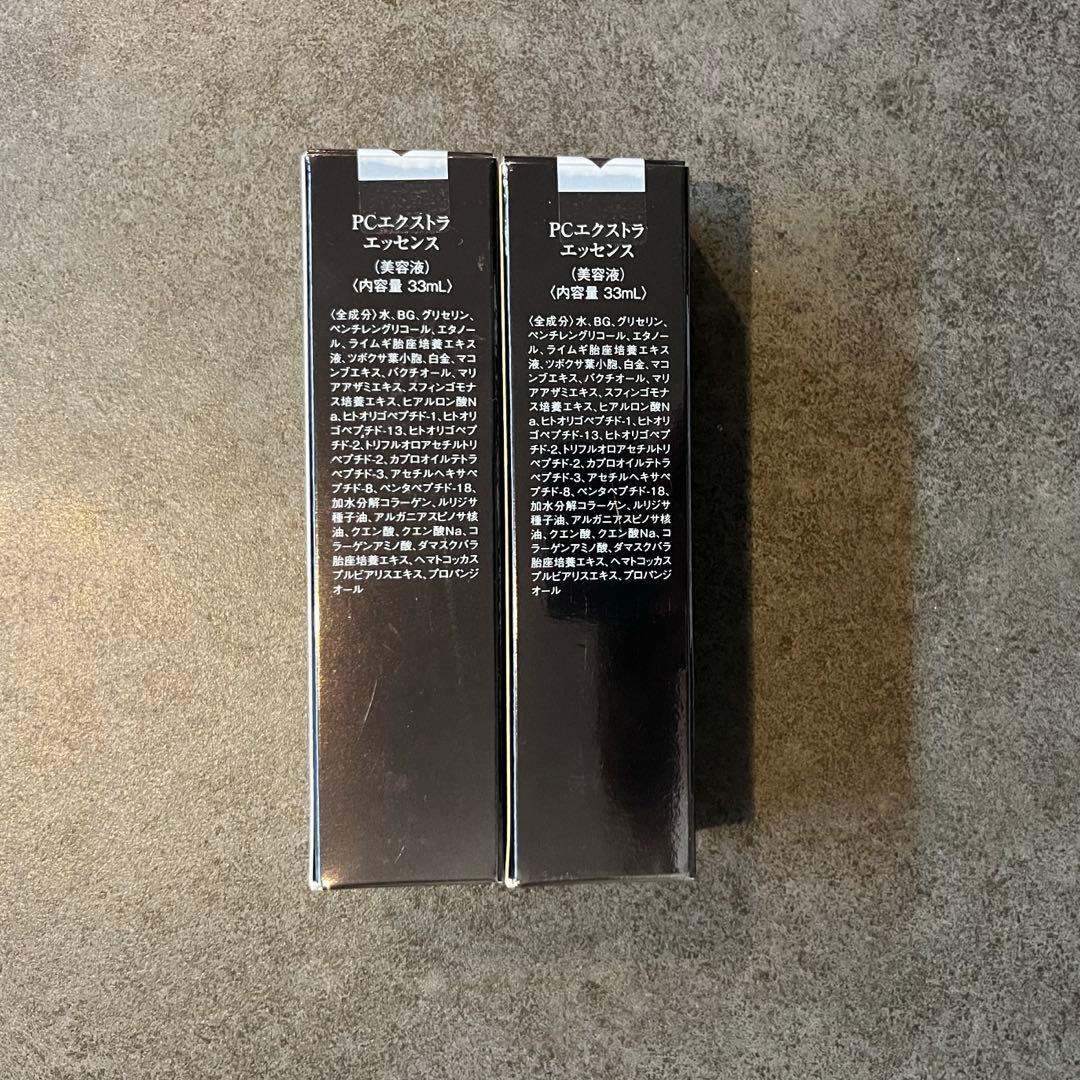 PCエクストラ
エッセンス
（美容液）
〈内容量 33mL〉
〈全成分〉水、BG、グリセリン、
ペンチレングリコール、エタノー
ル、ライムギ胎座培養エキス
液、ツボクサ葉小胞、白金、マコ
ンブエキス、バクチオール、マリ
アアザミエキス、スフィンゴモナ
ス培養エキス、ヒアルロン酸N
a、ヒトオリゴペプチド-1、ヒトオリ
ゴペプチド-13、ヒトオリゴペプ
チド-2、トリフルオロアセチルトリ
ペプチド-2、カプロオイルテトラ
ペプチド-3、アセチルヘキサペ
プチド-8、ペンタペプチド-18、
加水分解コラーゲン、ルリジサ
種子油、アルガニアスピノサ核
油、クエン酸、クエン酸Na、コ
ラーゲンアミノ酸、ダマスクバラ
胎座培養エキス、ヘマトコッカス
プルビアリスエキス、プロパンジ
オール
PCエクストラ
エッセンス
（美容液）
〈内容量 33mL〉
〈全成分〉水、BG、グリセリン、
ペンチレングリコール、エタノー
ル、ライムギ胎座培養エキス
液、ツボクサ葉小胞、白金、マコ
ンブエキス、バクチオール、マリ
アアザミエキス、スフィンゴモナ
ス培養エキス、ヒアルロン酸N
a、ヒトオリゴペプチド-1、ヒトオリ
ゴペプチド-13、ヒトオリゴペプ
チド-2、トリフルオロアセチルトリ
ペプチド-2、カプロオイルテトラ
ペプチド-3、アセチルヘキサペ
プチド-8、ペンタペプチド-18、
加水分解コラーゲン、ルリジサ
種子油、アルガニアスピノサ核
油、クエン酸、クエン酸Na、コ
ラーゲンアミノ酸、ダマスクバラ
胎座培養エキス、ヘマトコッカス
プルビアリスエキス、プロパンジ
オール